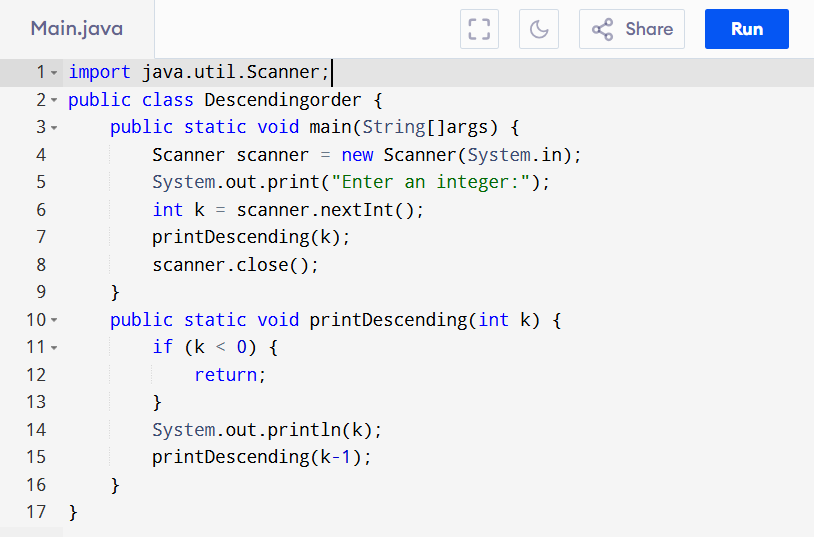 Main.java Share Run
1 import java.util.Scanner;
2 public class Descendingorder {
3     public static void main(String[]args) {
4         Scanner scanner = new Scanner(System.in);
5         System.out.print("Enter an integer:");
6         int k = scanner.nextInt();
7         printDescending(k);
8         scanner.close();
9     }
10     public static void printDescending(int k) {
11         if (k < 0) {
12             return;
13         }
14         System.out.println(k);
15         printDescending(k-1);
16     }
17 }